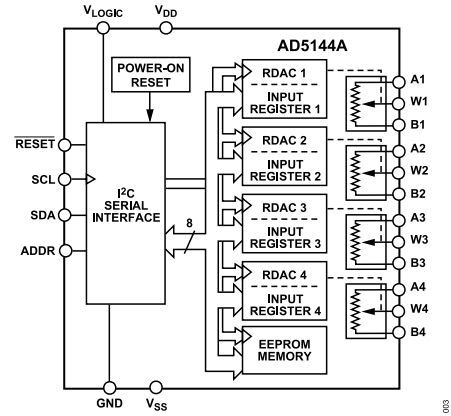 VLOGIC VDD
AD5144A
POWER-ON
RESET
RESET
SCL
SDA
ADDR
I2C
SERIAL
INTERFACE
8
RDAC 1
INPUT
REGISTER 1
RDAC 2
INPUT
REGISTER 2
RDAC 3
INPUT
REGISTER 3
RDAC 4
INPUT
REGISTER 4
EEPROM
MEMORY
A1
W1
B1
A2
W2
B2
A3
W3
B3
A4
W4
B4
GND VSS
003